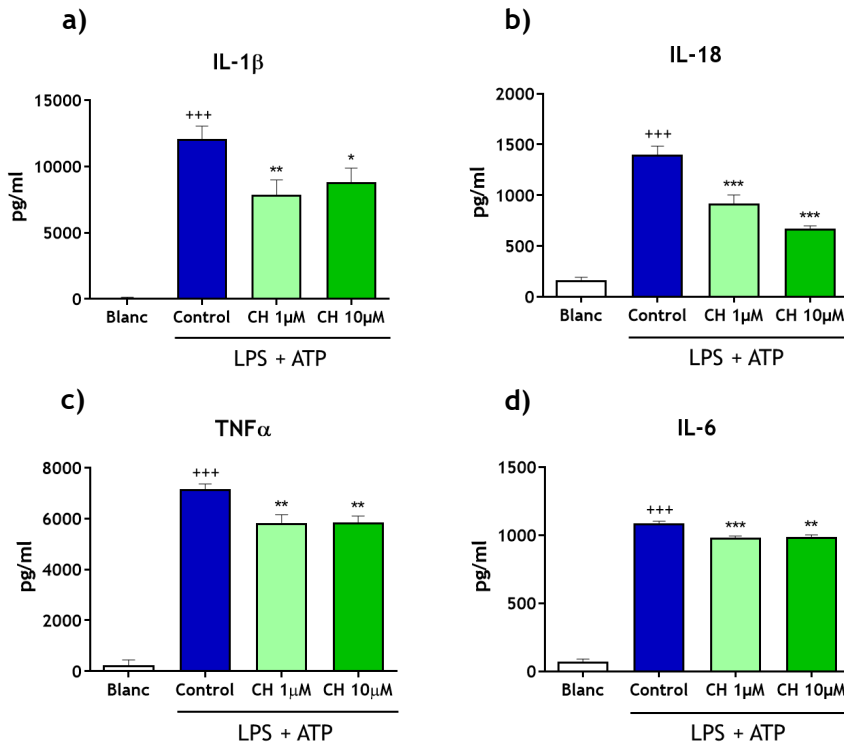 a)
IL-1β
15000
10000
5000
0
pg/ml
+++
**
*
Blanc Control CH 1µM CH 10µM
LPS + ATP
b)
IL-18
2000
1500
1000
500
0
pg/ml
+++
***
***
Blanc Control CH 1µM CH 10µM
LPS + ATP
c)
TNFα
8000
6000
4000
2000
0
pg/ml
+++
**
**
Blanc Control CH 1µM CH 10µM
LPS + ATP
d)
IL-6
1500
1000
500
0
pg/ml
+++
***
**
Blanc Control CH 1µM CH 10µM
LPS + ATP